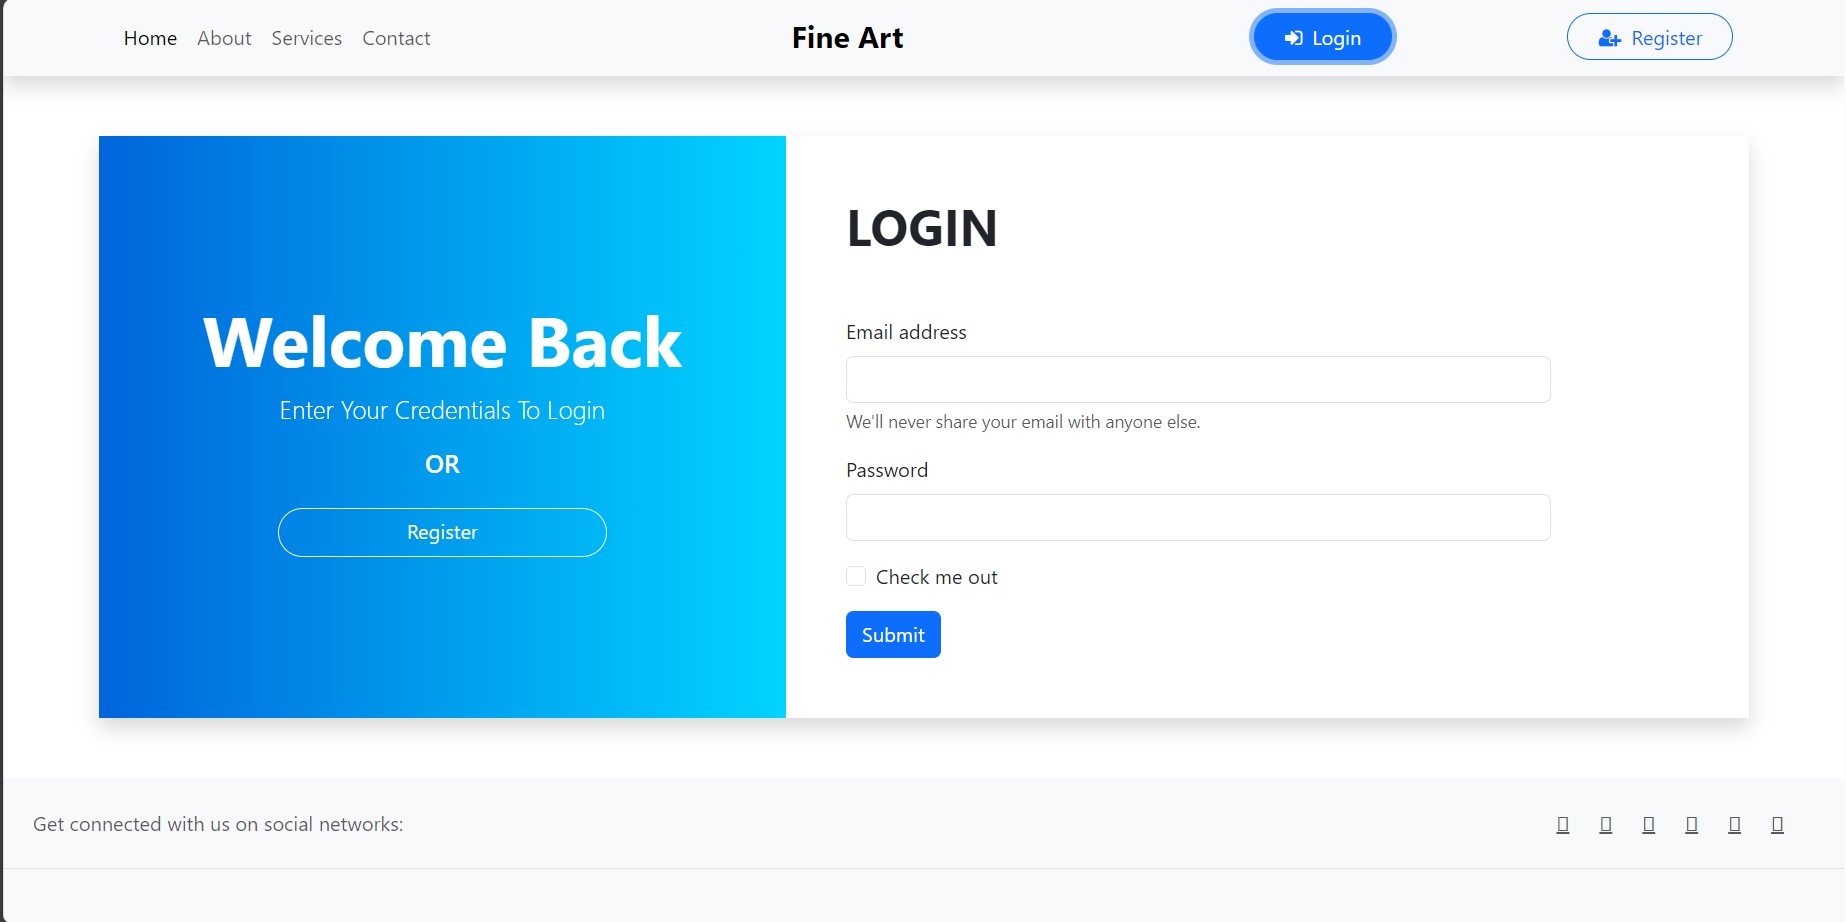 Home About Services Contact Fine Art Login Register
Welcome Back
Enter Your Credentials To Login
OR
Register
LOGIN
Email address
We'll never share your email with anyone else.
Password
Check me out
Submit
Get connected with us on social networks: